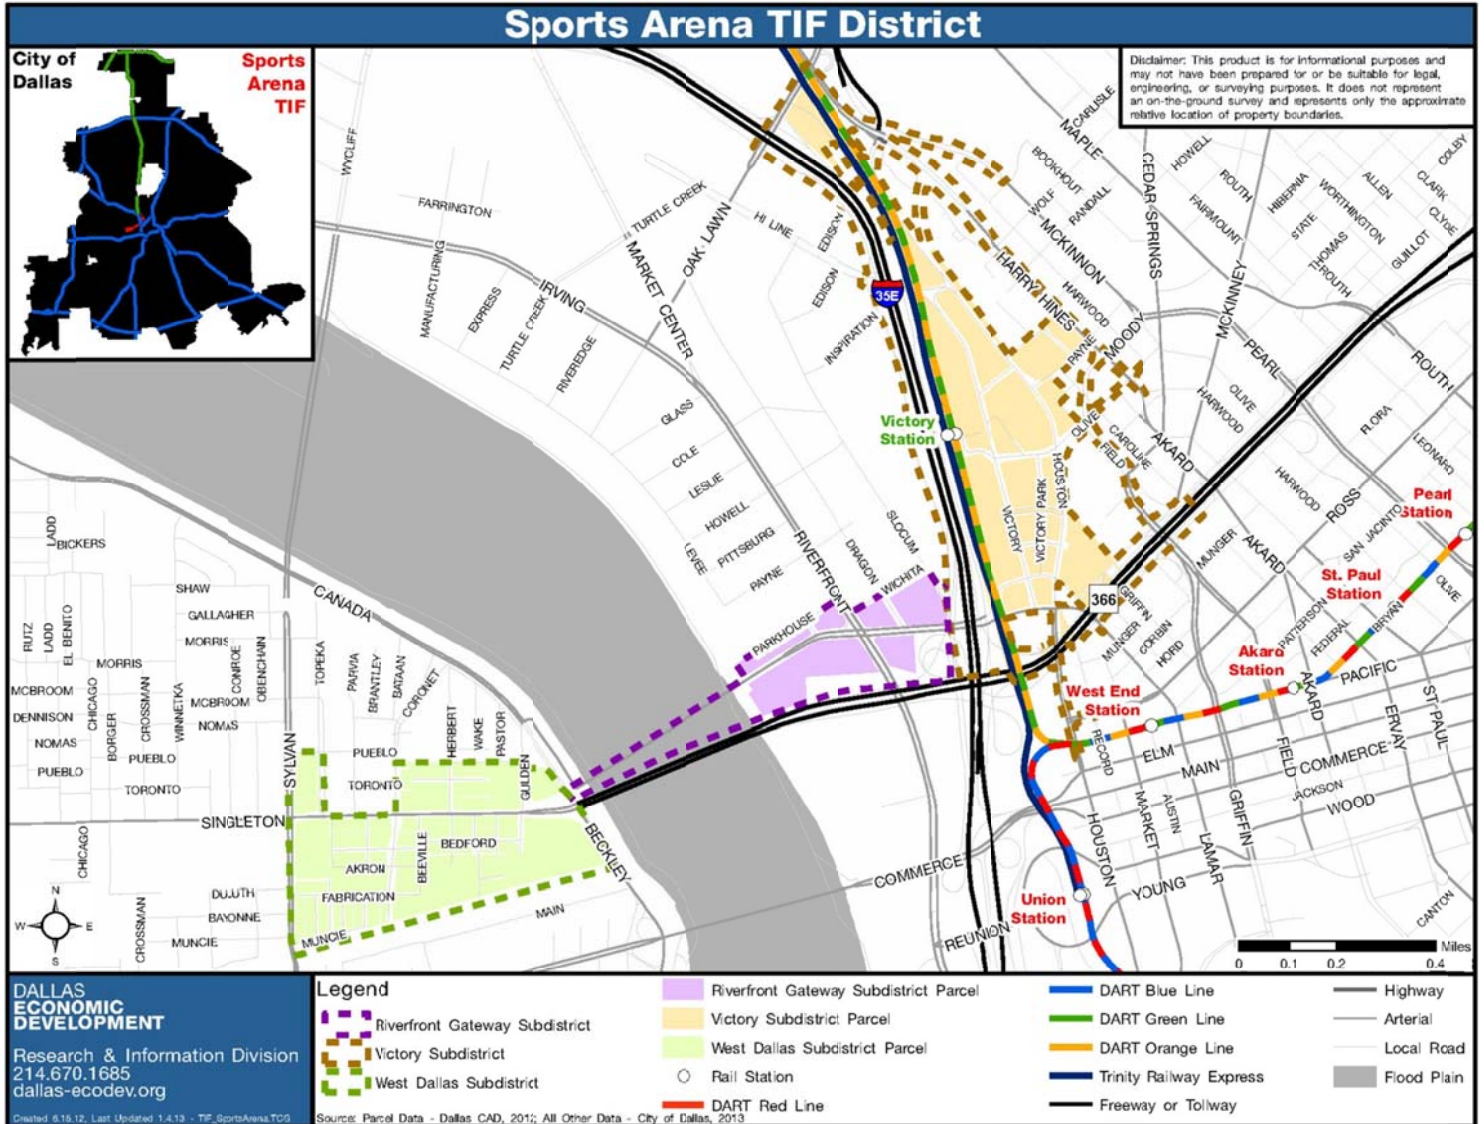 Sports Arena TIF District
City of
Dallas
Sports
Arena
TIF
Disclaimer: This product is for informational purposes and
may not have been prepared for or be suitable for legal,
engineering, or surveying purposes. It does not represent
an on-the-ground survey and represents only the approximate
relative location of property boundaries.
WYCLIFF
FARRINGTON
MANUFACTURING
EXPRESS
TURTLE CREEK
RIVEREDGE
IRVING
MARKET CENTER
TURTLE CREEK
OAK LAWN
HI LINE
EDISON
EDISON
INSPIRATION
35E
CARLISLE
MAPLE
BOOKHOUT
WOLF
RANDALL
MCKINNON
CEDAR SPRINGS
HOWELL
ROUTH
FAIRMOUNT
HIBERNIA
STATE
THOMAS
WORTHINGTON
ALLEN
CLARK
COLBY
CLYDE
GUILLOT
ROUTH
HARRY HINES
HARWOOD
PAYNE
MOODY
MCKINNEY
PEARL
ROUTH
OLIVE
HARWOOD
FLORA
LEONARD
OLIVE
CAROLINE
FIELD
AKARD
HARWOOD
ROSS
SAN JACINTO
Pearl
Station
Victory
Station
HOUSTON
VICTORY
VICTORY PARK
GLASS
COLE
LESLIE
HOWELL
PITTSBURG
LEVEE
PAYNE
RIVERFRONT
DRAGON
SLOCUM
WICHITA
PARKHOUSE
366
MUNGER
AKARD
St. Paul
Station
OLIVE
GRIFFIN
MUNGER
CORBIN
HORD
PATTERSON
FEDERAL
BRYAN
Akard
Station
PACIFIC
AKARD
West End
Station
RECORD
ELM
MAIN
FIELD
COMMERCE
ERVAY
ST. PAUL
JACKSON
WOOD
MARKET
AUSTIN
GRIFFIN
LAMAR
HOUSTON
YOUNG
CANTON
COMMERCE
REUNION
Union
Station
LADD
BICKERS
SHAW
GALLAGHER
MORRIS
CANADA
RUTZ
LADD
EL BENITO
MORRIS
CONROE
OBENCHAIN
TOPEKA
PARVIA
BRANTLEY
BATAAN
CORONET
MCBROOM
CHICAGO
CROSSMAN
WINNETKA
MCBROOM
DENNISON
BORGER
NOMAS
NOMAS
PUEBLO
PUEBLO
TORONTO
SYLVAN
PUEBLO
TORONTO
HERBERT
WAKE
PASTOR
GULDEN
SINGLETON
CHICAGO
BEDFORD
BEEVILLE
AKRON
FABRICATION
BECKLEY
DULUTH
BAYONNE
CROSSMAN
MUNCIE
MUNCIE
MAIN
N
W
E
S
Miles
0
0.1
0.2
0.4
DALLAS
ECONOMIC
DEVELOPMENT
Research & Information Division
214.670.1685
dallas-ecodev.org
Created 6.15.12, Last Updated 1.4.13 - TIF_SportsArena.TCG
Legend
Riverfront Gateway Subdistrict
Victory Subdistrict
West Dallas Subdistrict
Riverfront Gateway Subdistrict Parcel
Victory Subdistrict Parcel
West Dallas Subdistrict Parcel
Rail Station
DART Red Line
DART Blue Line
DART Green Line
DART Orange Line
Trinity Railway Express
Freeway or Tollway
Highway
Arterial
Local Road
Flood Plain
Source: Parcel Data - Dallas CAD, 2012; All Other Data - City of Dallas, 2013